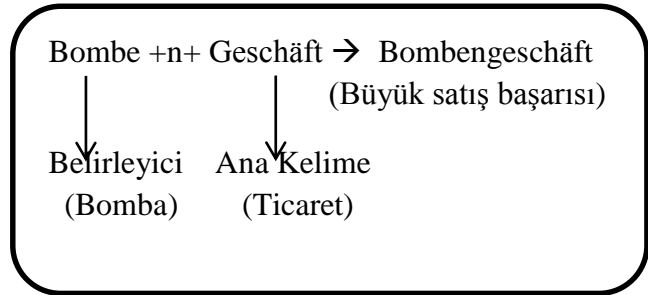 Bombe +n+ Geschäft → Bombengeschäft
(Büyük satış başarısı)
Belirleyici Ana Kelime
(Bomba) (Ticaret)